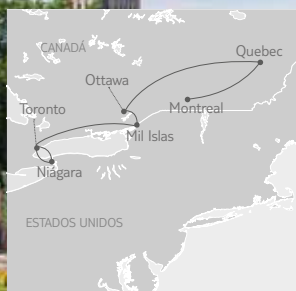 CANADÁ
Quebec
Ottawa
Toronto
Montreal
Mil Islas
Niágara
ESTADOS UNIDOS